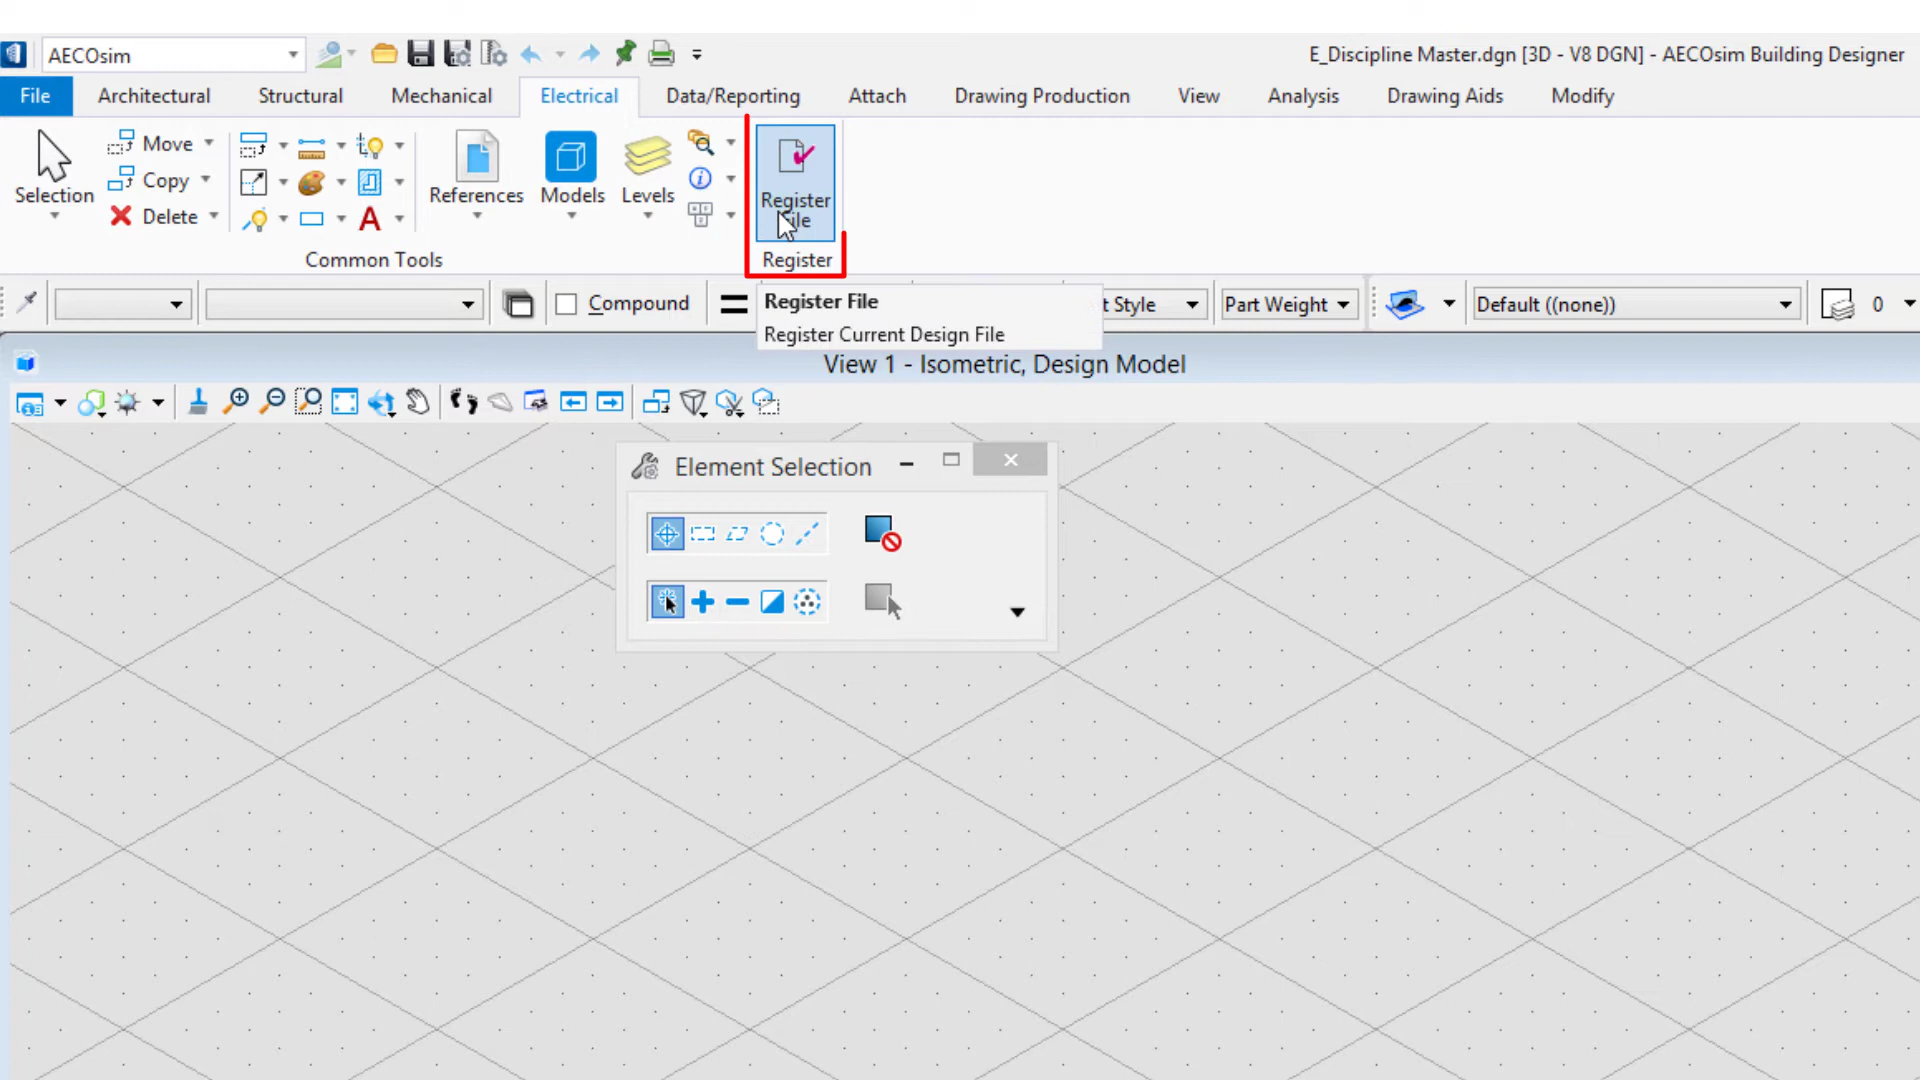 AECOsim
E_Discipline Master.dgn [3D - V8 DGN] - AECOsim Building Designer
File Architectural Structural Mechanical Electrical Data/Reporting Attach Drawing Production View Analysis Drawing Aids Modify
Move
Copy
Delete
Selection
References
Models
Levels
Register
File
Common Tools
Register
Compound
t Style
Part Weight
Default ((none))
0
Register File
Register Current Design File
View 1 - Isometric, Design Model
Element Selection